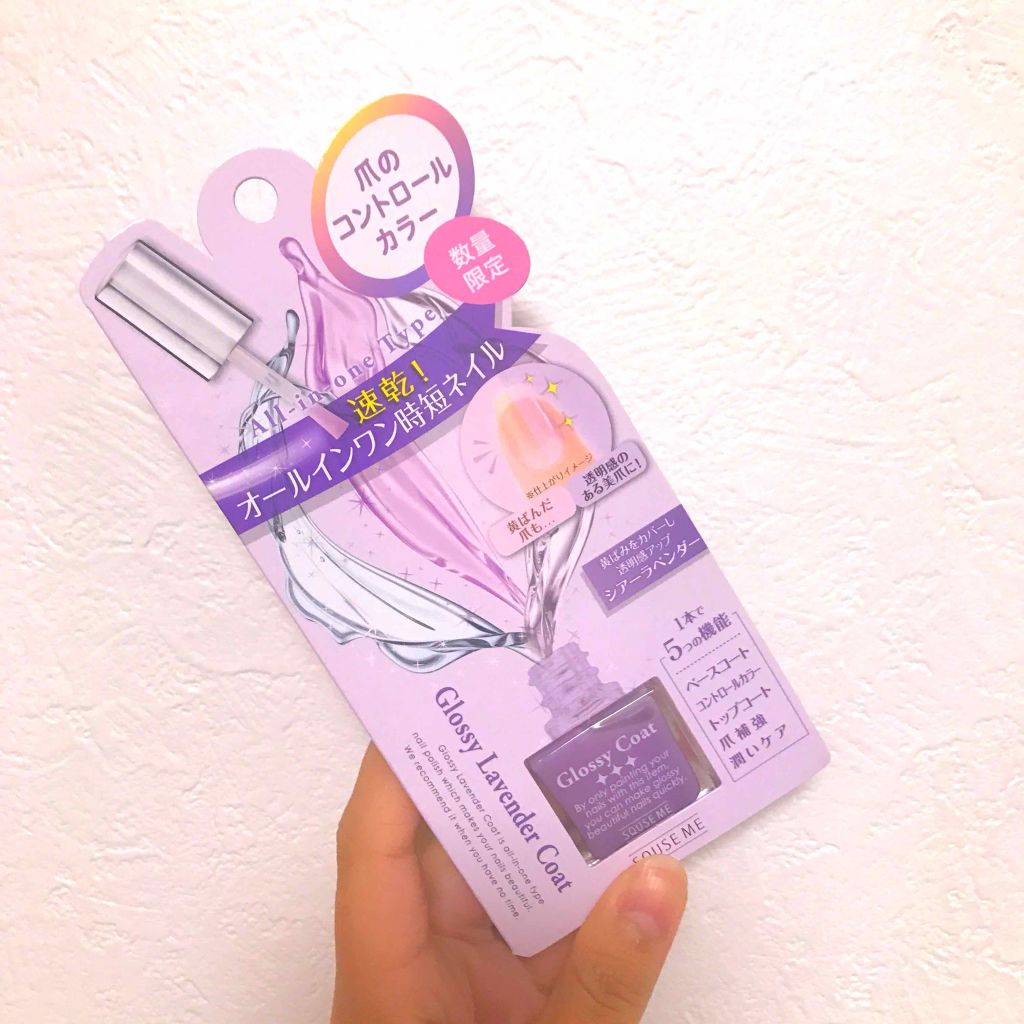 爪の
コントロール
カラー
数量
限定
All-in-one Type
速乾!
オールインワン時短ネイル
※仕上がりイメージ
黄ばんだ
爪も...
透明感の
ある美爪に!
黄ばみをカバーし
透明感アップ
シアーラベンダー
1本で
5つの機能
ベースコート
コントロールカラー
トップコート
爪補強
潤いケア
Glossy Lavender Coat
Glossy Lavender Coat is all-in-one type
nail polish which makes your nails beautiful.
We recommend it when you have no time.
Glossy Coat
By only painting your
nails with this item,
you can make glossy
beautiful nails quickly.
SQUSE ME
SQUSE ME